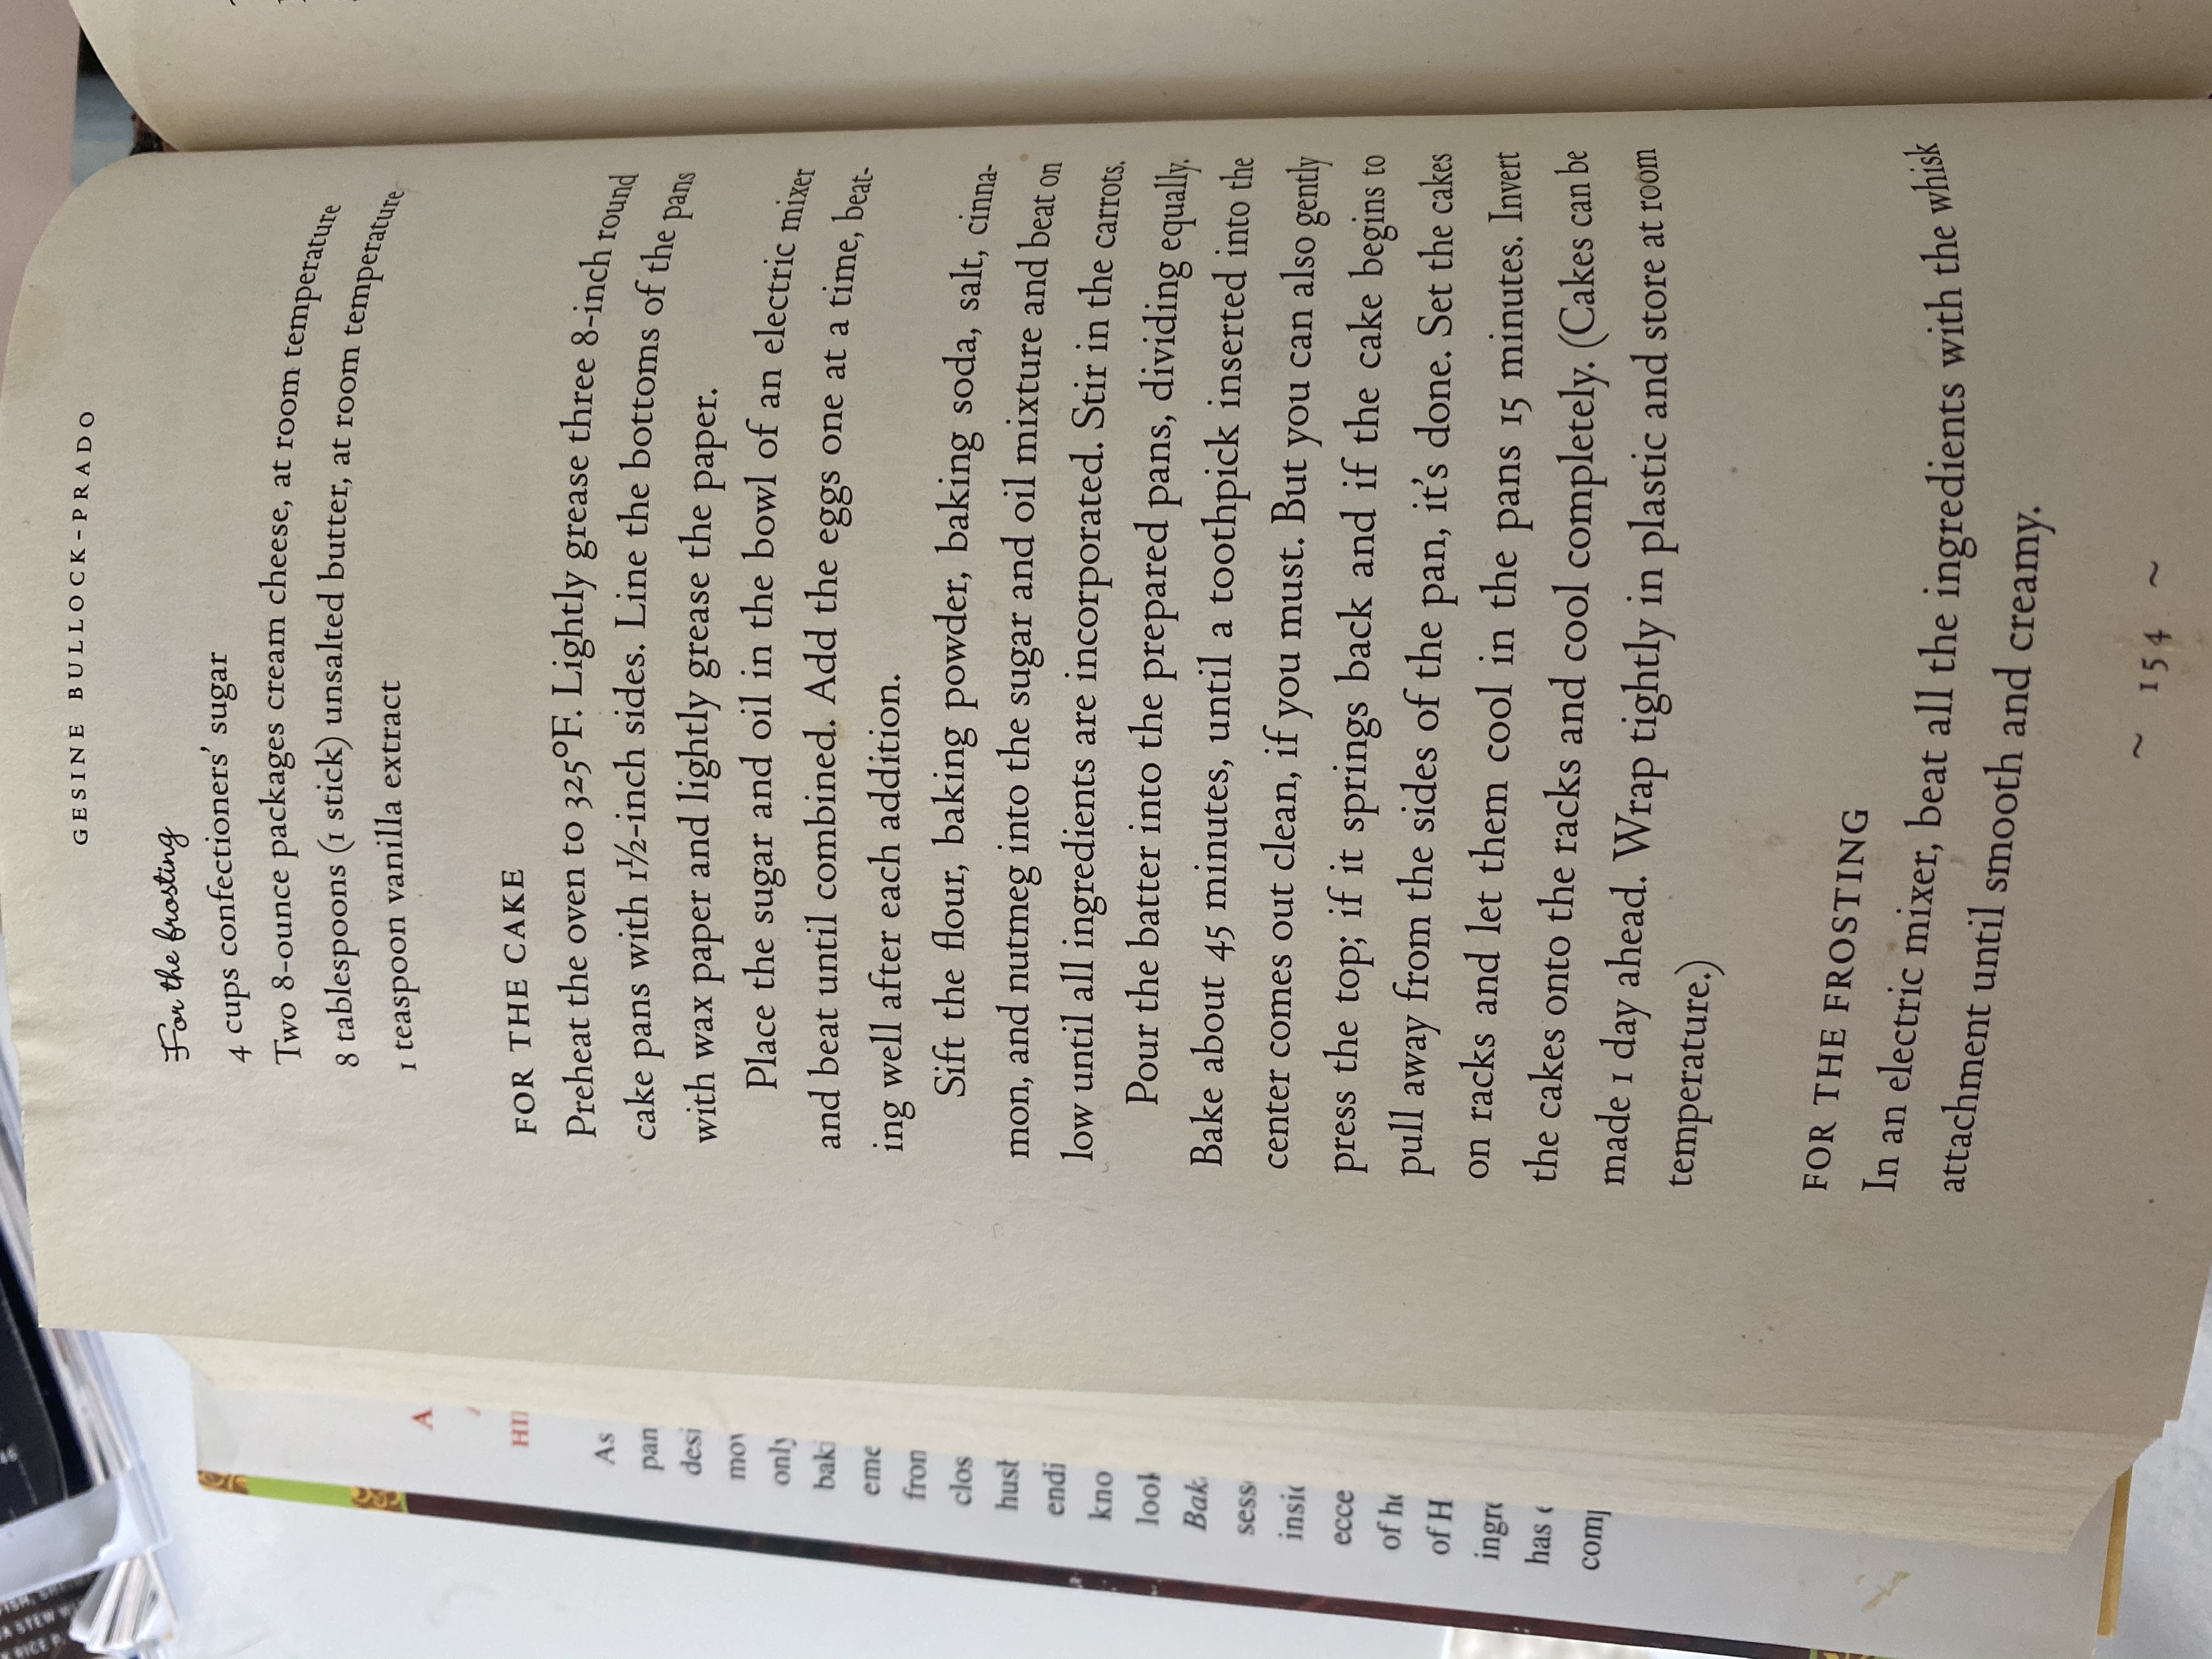 GESINE BULLOCK-PRADO
For the frosting
4 cups confectioners' sugar
Two 8-ounce packages cream cheese, at room temperature
8 tablespoons (1 stick) unsalted butter, at room temperature
1 teaspoon vanilla extract
FOR THE CAKE
Preheat the oven to 325°F. Lightly grease three 8-inch round
cake pans with 1½-inch sides. Line the bottoms of the pans
with wax paper and lightly grease the paper.
Place the sugar and oil in the bowl of an electric mixer
and beat until combined. Add the eggs one at a time, beat-
ing well after each addition.
Sift the flour, baking powder, baking soda, salt, cinna-
mon, and nutmeg into the sugar and oil mixture and beat on
low until all ingredients are incorporated. Stir in the carrots.
Pour the batter into the prepared pans, dividing equally.
Bake about 45 minutes, until a toothpick inserted into the
center comes out clean, if you must. But you can also gently
press the top; if it springs back and if the cake begins to
pull away from the sides of the pan, it's done. Set the cakes
on racks and let them cool in the pans 15 minutes. Invert
the cakes onto the racks and cool completely. (Cakes can be
made 1 day ahead. Wrap tightly in plastic and store at room
temperature.)
FOR THE FROSTING
In an electric mixer, beat all the ingredients with the whisk
attachment until smooth and creamy.
~ 154 ~
A
HI
As
pan
desi
mov
only
baki
eme
from
clos
hust
endi
kno
look
Bak
sess
insi
ecce
of he
of H
ingre
has
comp